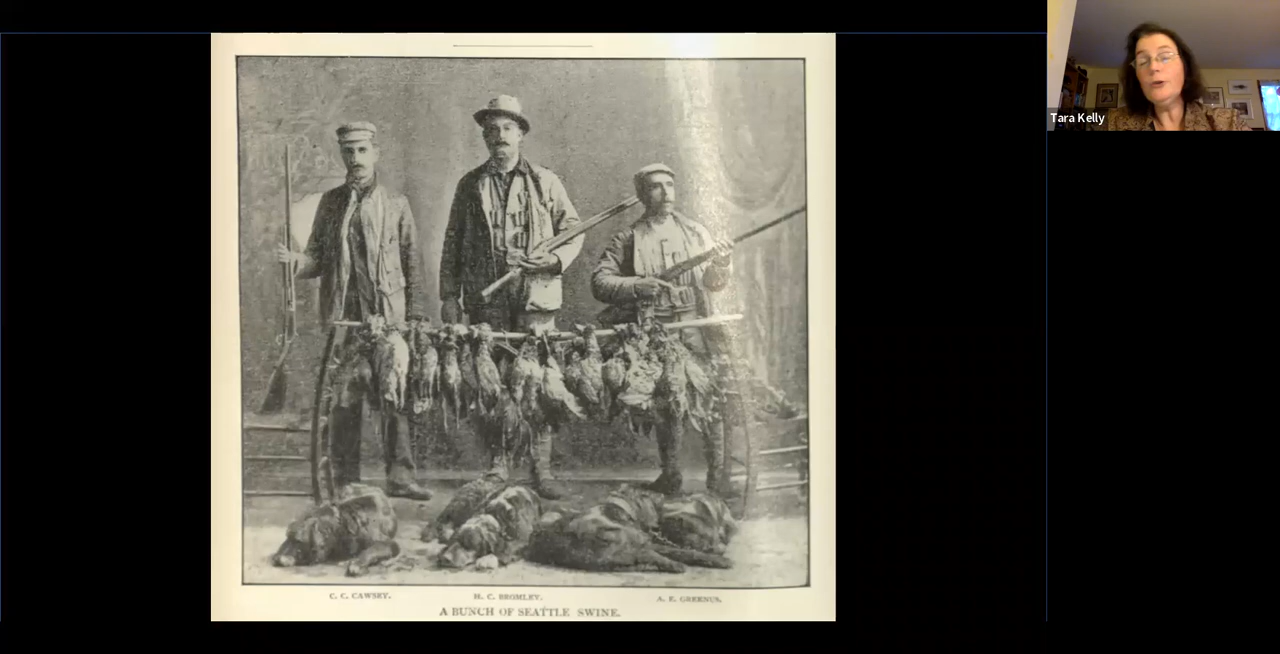 Tara Kelly
C. C. CAWSEY.
H. C. BROMLEY.
A. E. GREENUS.
A BUNCH OF SEATTLE SWINE.